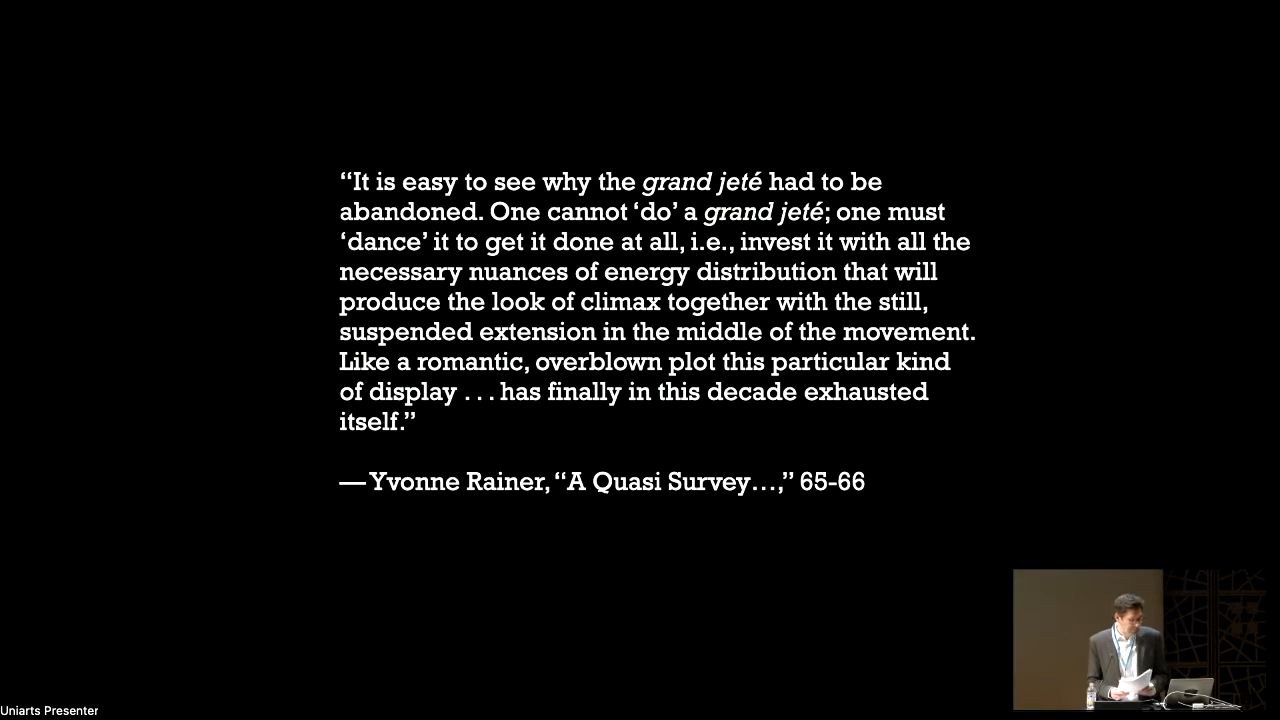 “It is easy to see why the grand jeté had to be
abandoned. One cannot ‘do’ a grand jeté; one must
‘dance’ it to get it done at all, i.e., invest it with all the
necessary nuances of energy distribution that will
produce the look of climax together with the still,
suspended extension in the middle of the movement.
Like a romantic, overblown plot this particular kind
of display . . . has finally in this decade exhausted
itself.”
— Yvonne Rainer, “A Quasi Survey…,” 65-66
Uniarts Presenter